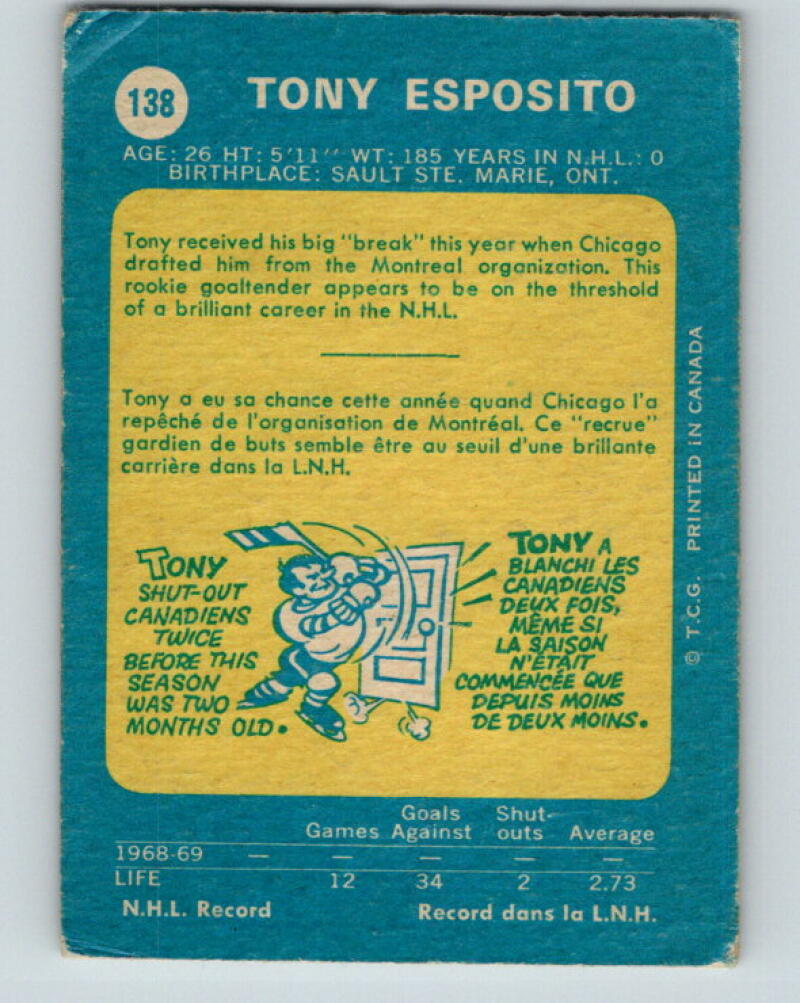 138
TONY ESPOSITO
AGE: 26 HT: 5'11" WT: 185 YEARS IN N.H.L.: 0
BIRTHPLACE: SAULT STE. MARIE, ONT.
Tony received his big "break" this year when Chicago
drafted him from the Montreal organization. This
rookie goaltender appears to be on the threshold
of a brilliant career in the N.H.L.
Tony a eu sa chance cette année quand Chicago l'a
repêché de l'organisation de Montréal. Ce "recrue"
gardien de buts semble être au seuil d'une brillante
carrière dans la L.N.H.
TONY
SHUT-OUT
CANADIENS
TWICE
BEFORE THIS
SEASON
WAS TWO
MONTHS OLD.
TONY A
BLANCHI LES
CANADIENS
DEUX FOIS,
MÊME SI
LA SAISON
N'ÉTAIT
COMMENCÉE QUE
DEPUIS MOINS
DE DEUX MOINS.
© T.C.G. PRINTED IN CANADA
Games Goals Against Shut-outs Average
1968-69 — — — — —
LIFE 12 34 2 2.73
N.H.L. Record Record dans la L.N.H.